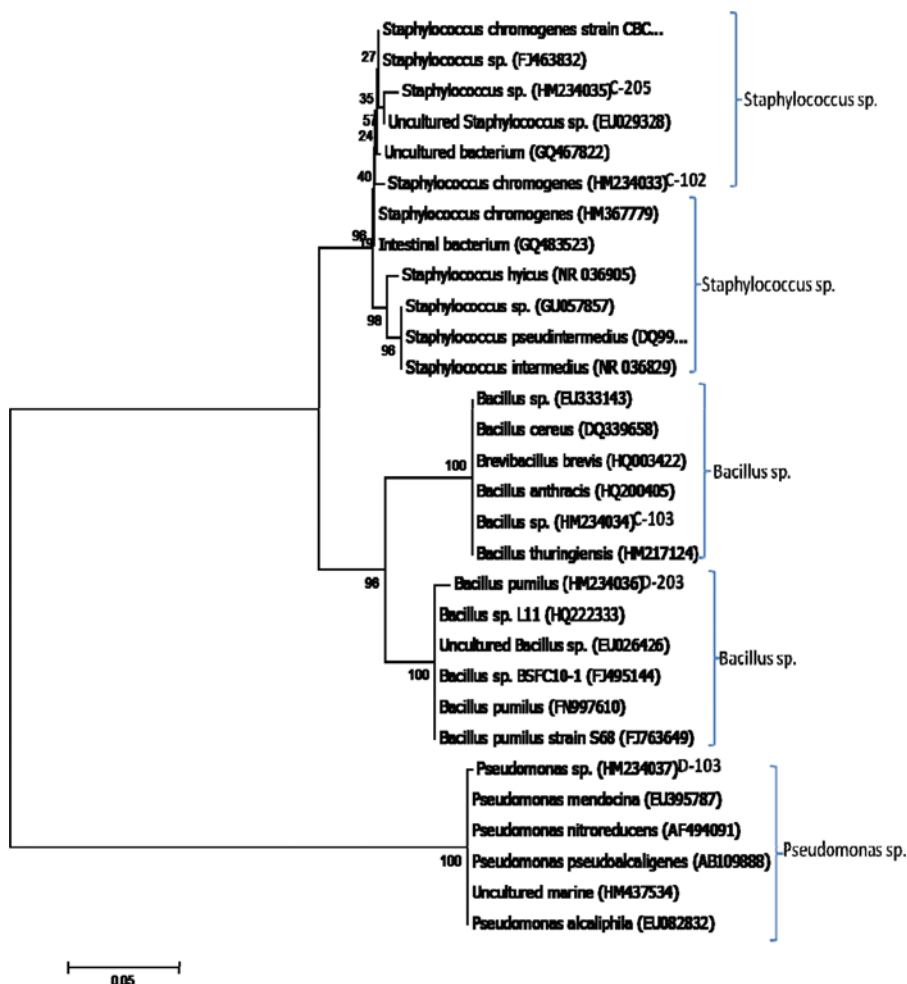 Staphylococcus chromogenes strain CBC...
27
Staphylococcus sp. (FJ463832)
Staphylococcus sp. (HM234035)C-205
35
Staphylococcus sp.
57
Uncultured Staphylococcus sp. (EU029328)
24
Uncultured bacterium (GQ467822)
40
Staphylococcus chromogenes (HM234033)C-102
Staphylococcus chromogenes (HM367779)
98
19
Intestinal bacterium (GQ483523)
Staphylococcus hyicus (NR 036905)
Staphylococcus sp.
Staphylococcus sp. (GU057857)
98
Staphylococcus pseudintermedius (DQ99...
98
Staphylococcus intermedius (NR 036829)
Bacillus sp. (EU333143)
Bacillus cereus (DQ339658)
Brevibacillus brevis (HQ003422)
100
Bacillus sp.
Bacillus anthracis (HQ200405)
Bacillus sp. (HM234034)C-103
Bacillus thuringiensis (HM217124)
98
Bacillus pumilus (HM234036)D-203
Bacillus sp. L11 (HQ222333)
Uncultured Bacillus sp. (EU026426)
Bacillus sp.
100
Bacillus sp. BSFC10-1 (FJ495144)
Bacillus pumilus (FN997610)
Bacillus pumilus strain S68 (FJ763649)
Pseudomonas sp. (HM234037)D-103
Pseudomonas mendocina (EU395787)
Pseudomonas nitroreducens (AF494091)
Pseudomonas sp.
100
Pseudomonas pseudoalcaligenes (AB109888)
Uncultured marine (HM437534)
Pseudomonas alcaliphila (EU082832)
0.05